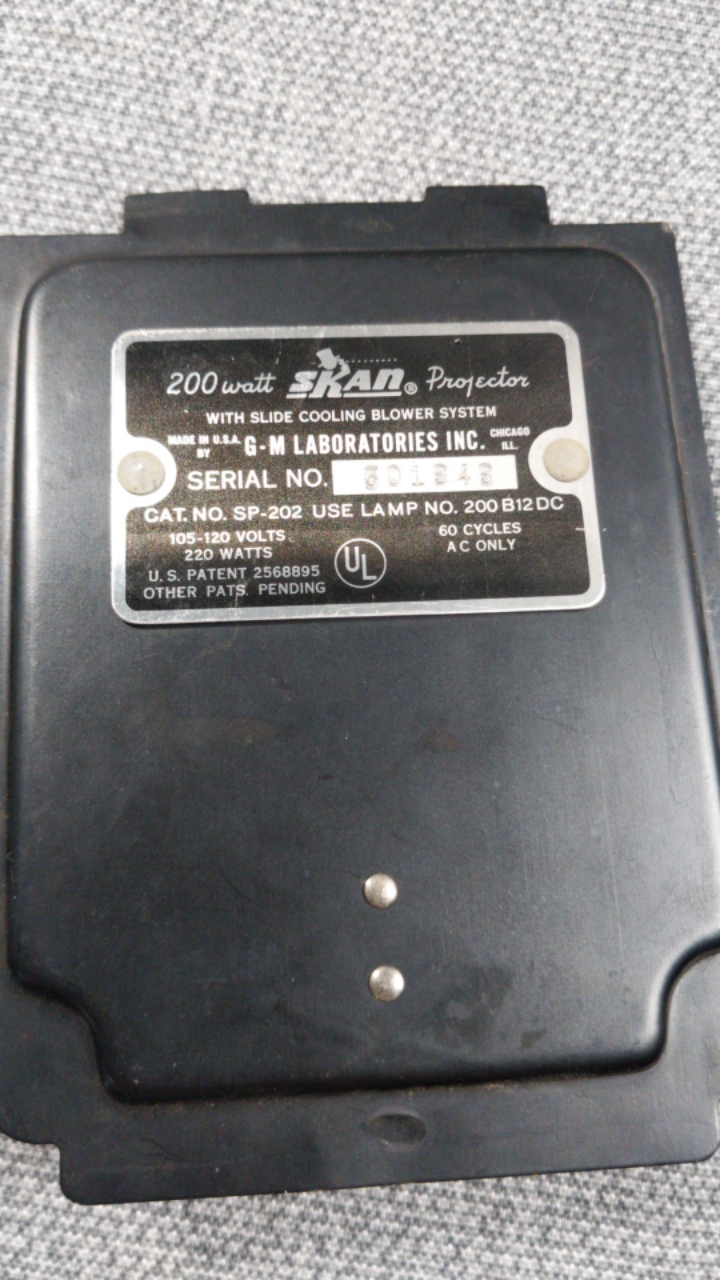 200 watt SKAN® Projector
WITH SLIDE COOLING BLOWER SYSTEM
MADE IN U.S.A. BY G-M LABORATORIES INC. CHICAGO ILL.
SERIAL NO.
CAT. NO. SP-202 USE LAMP NO. 200 B12 DC
105-120 VOLTS
220 WATTS
60 CYCLES
AC ONLY
UL
U.S. PATENT 2568895
OTHER PATS. PENDING